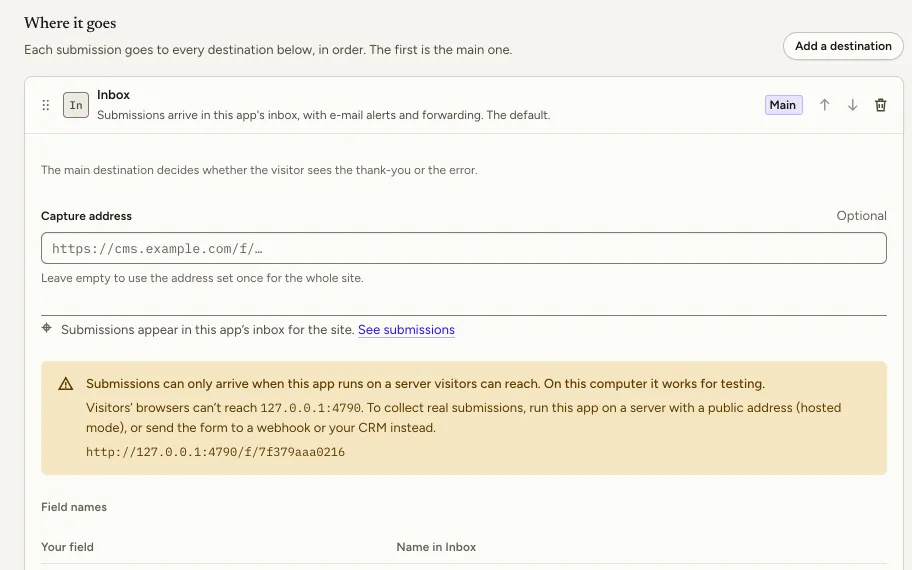 Where it goes
Each submission goes to every destination below, in order. The first is the main one.
Add a destination
In
Inbox
Submissions arrive in this app's inbox, with e-mail alerts and forwarding. The default.
Main
The main destination decides whether the visitor sees the thank-you or the error.
Capture address
Optional
https://cms.example.com/f/…
Leave empty to use the address set once for the whole site.
Submissions appear in this app’s inbox for the site. See submissions
Submissions can only arrive when this app runs on a server visitors can reach. On this computer it works for testing.
Visitors’ browsers can’t reach 127.0.0.1:4790. To collect real submissions, run this app on a server with a public address (hosted
mode), or send the form to a webhook or your CRM instead.
http://127.0.0.1:4790/f/7f379aaa0216
Field names
Your field
Name in Inbox